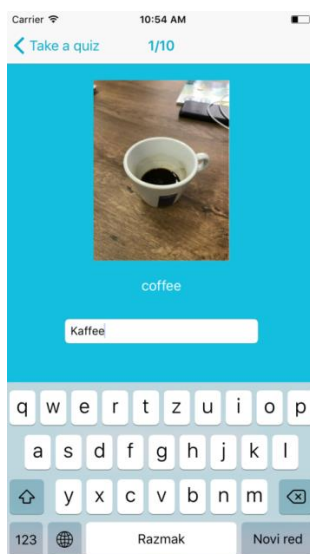 Carrier 10:54 AM
Take a quiz 1/10
coffee
Kaffee
q w e r t z u i o p
a s d f g h j k l
y x c v b n m
123 Razmak Novi red